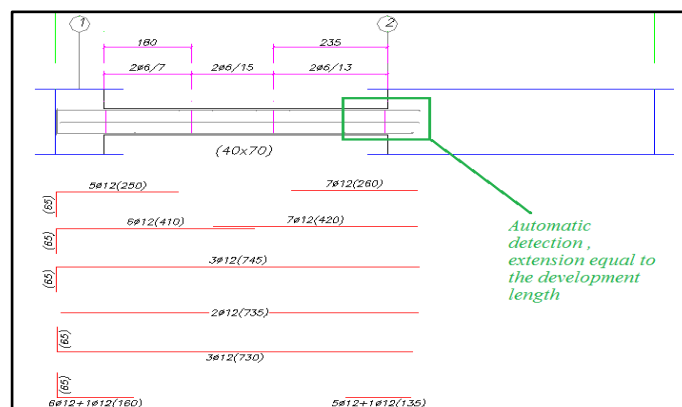 1 2
180 235
2ø6/7 2ø6/15 2ø6/13
(40x70)
5ø12(250) 7ø12(260)
(65)
6ø12(410) 7ø12(420)
(65)
3ø12(745)
(65)
Automatic
detection ,
extension equal to
the development
length
2ø12(735)
(65)
3ø12(730)
(65)
6ø12+1ø12(160) 5ø12+1ø12(135)